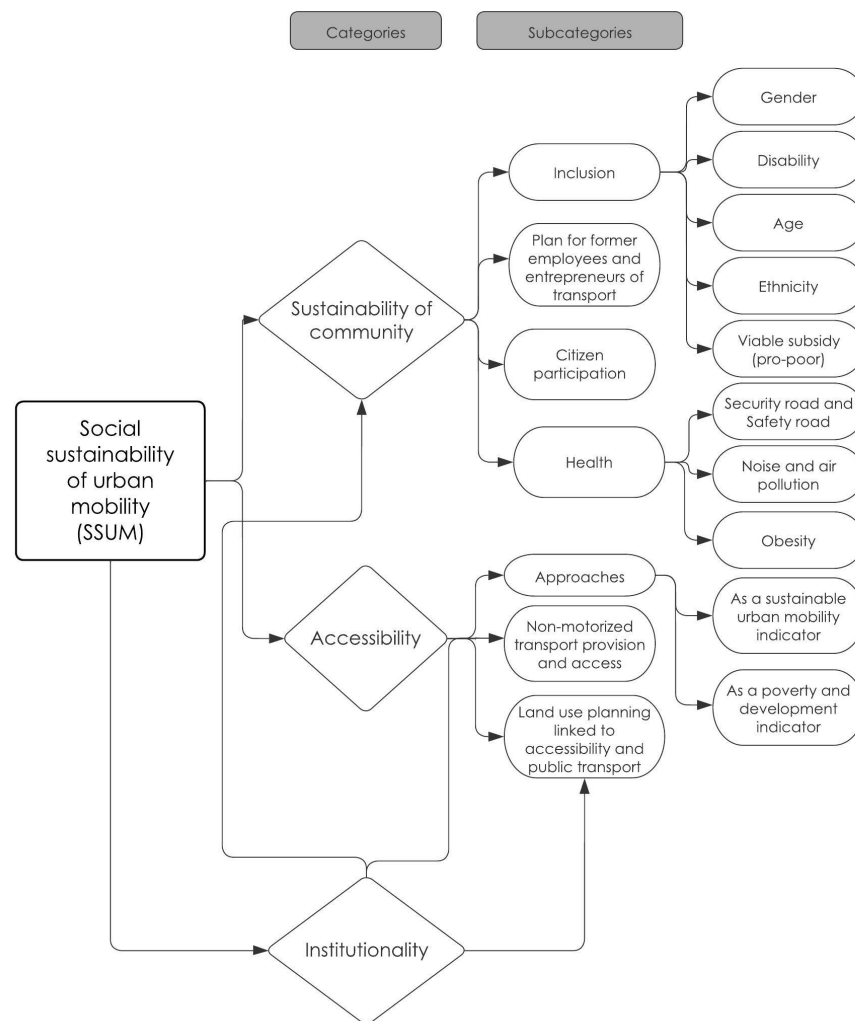 Categories
Subcategories
Gender
Disability
Inclusion
Age
Plan for former
employees and
entrepreneurs of
transport
Ethnicity
Sustainability of
community
Viable subsidy
(pro-poor)
Citizen
participation
Security road and
Safety road
Social
sustainability
of urban
mobility
(SSUM)
Health
Noise and air
pollution
Obesity
Approaches
As a sustainable
urban mobility
indicator
Accessibility
Non-motorized
transport provision
and access
As a poverty and
development
indicator
Land use planning
linked to
accessibility and
public transport
Institutionality